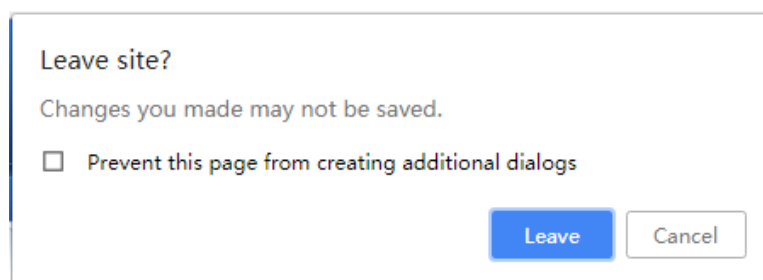 Leave site?
Changes you made may not be saved.
Prevent this page from creating additional dialogs
Leave Cancel